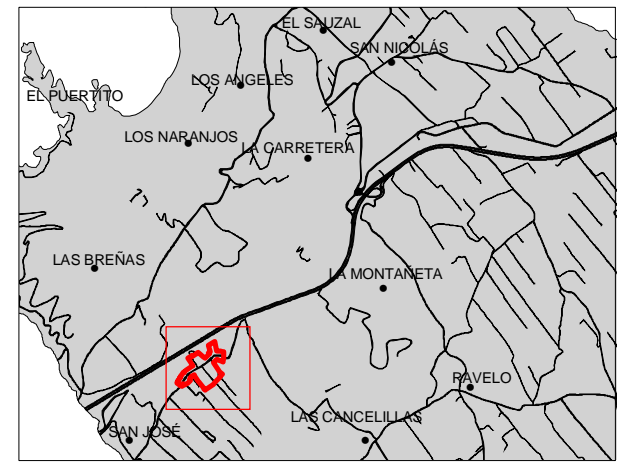 EL SAUZAL
SAN NICOLÁS
LOS ANGELES
EL PUERTITO
LOS NARANJOS
LA CARRETERA
LAS BREÑAS
LA MONTAÑETA
RAVELO
LAS CANCELILLAS
SAN JOSÉ